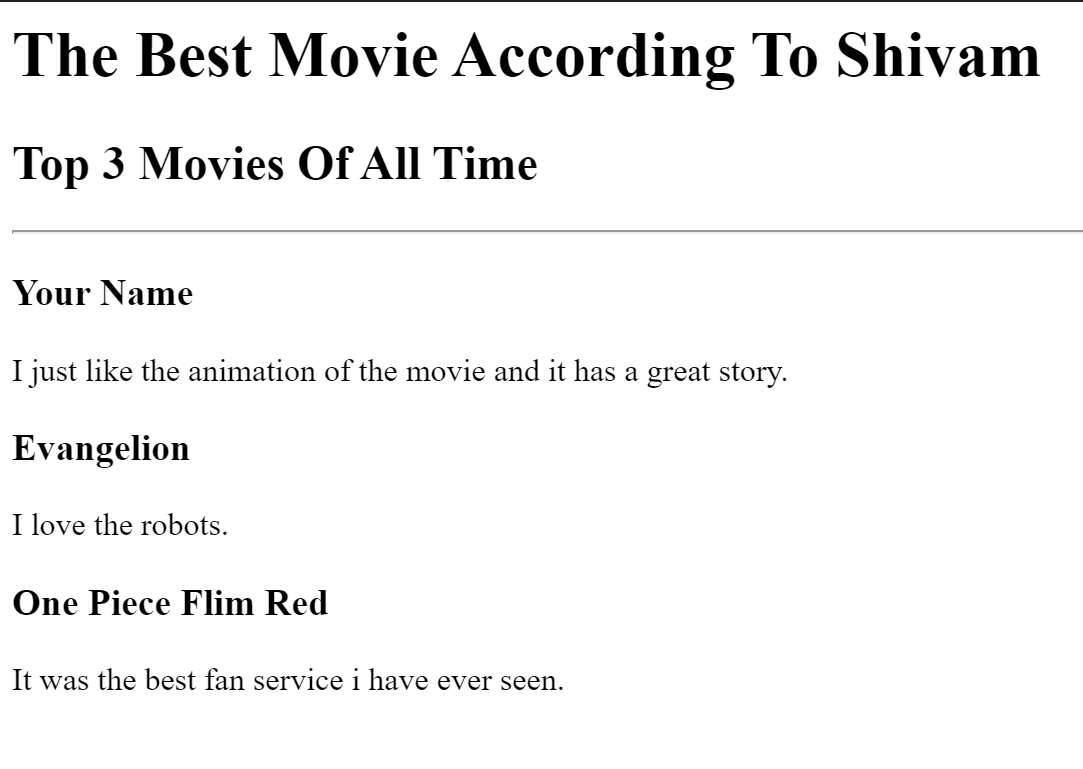 The Best Movie According To Shivam
Top 3 Movies Of All Time
Your Name
I just like the animation of the movie and it has a great story.
Evangelion
I love the robots.
One Piece Flim Red
It was the best fan service i have ever seen.